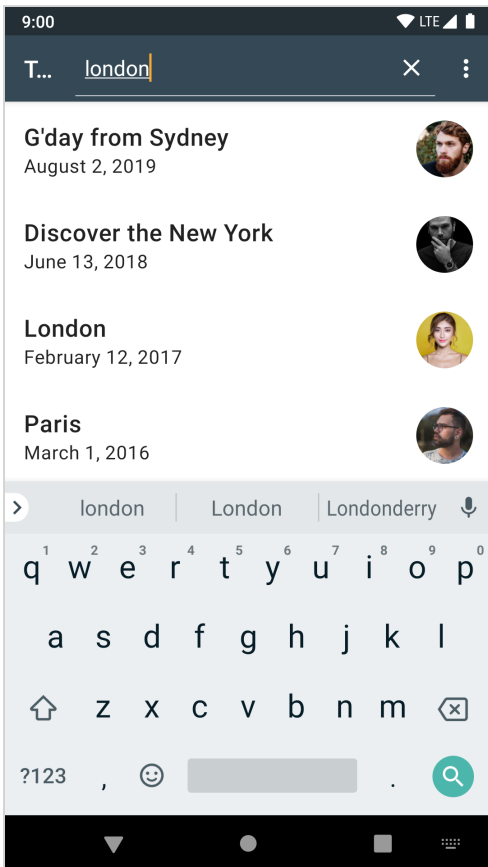 9:00 LTE
T... london
G'day from Sydney
August 2, 2019
Discover the New York
June 13, 2018
London
February 12, 2017
Paris
March 1, 2016
london London Londonderry
1 2 3 4 5 6 7 8 9 0
q w e r t y u i o p
a s d f g h j k l
z x c v b n m
?123 , .